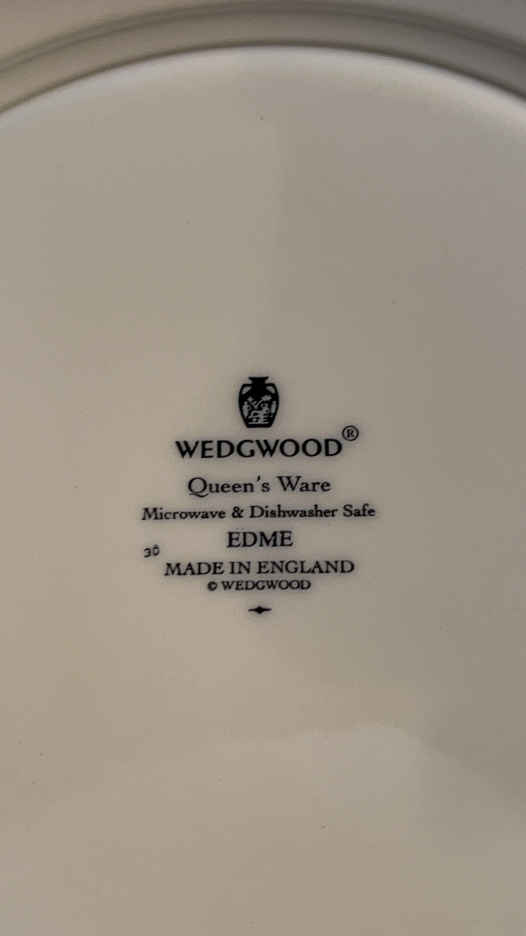 WEDGWOOD®
Queen's Ware
Microwave & Dishwasher Safe
EDME
30
MADE IN ENGLAND
© WEDGWOOD